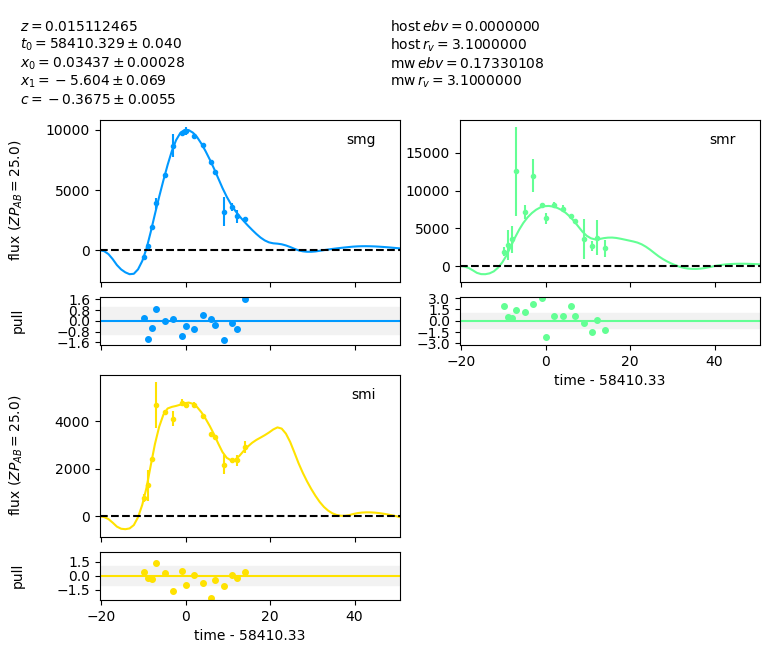 z = 0.015112465
t₀ = 58410.329 ± 0.040
x₀ = 0.03437 ± 0.00028
x₁ = −5.604 ± 0.069
c = −0.3675 ± 0.0055
host ebv = 0.0000000
host r_v = 3.1000000
mw ebv = 0.17330108
mw r_v = 3.1000000
smg
flux (ZP_AB = 25.0)
10000
5000
0
smr
15000
10000
5000
0
pull
1.6
0.8
0.0
−0.8
−1.6
3.0
1.5
0.0
−1.5
−3.0
−20 0 20 40
time - 58410.33
smi
flux (ZP_AB = 25.0)
4000
2000
0
pull
1.5
0.0
−1.5
−20 0 20 40
time - 58410.33